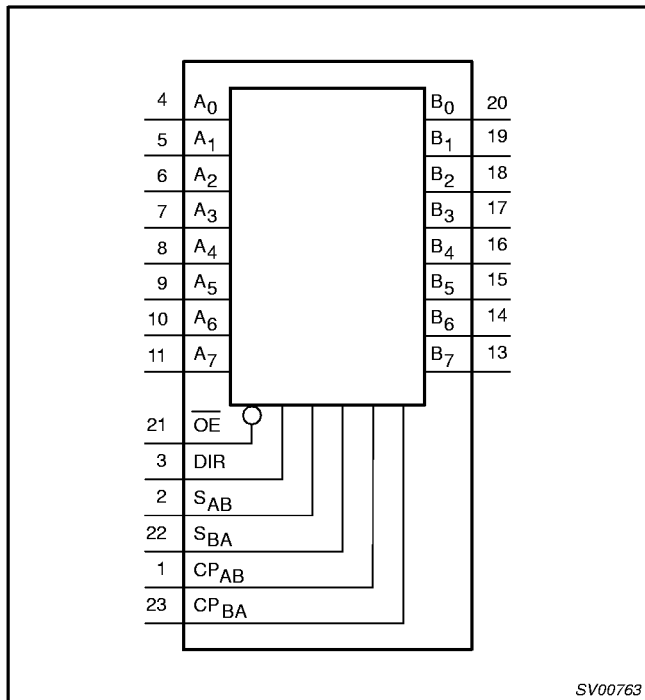 4 A0 B0 20
5 A1 B1 19
6 A2 B2 18
7 A3 B3 17
8 A4 B4 16
9 A5 B5 15
10 A6 B6 14
11 A7 B7 13
21 O̅E̅
3 DIR
2 SAB
22 SBA
1 CPAB
23 CPBA
SV00763